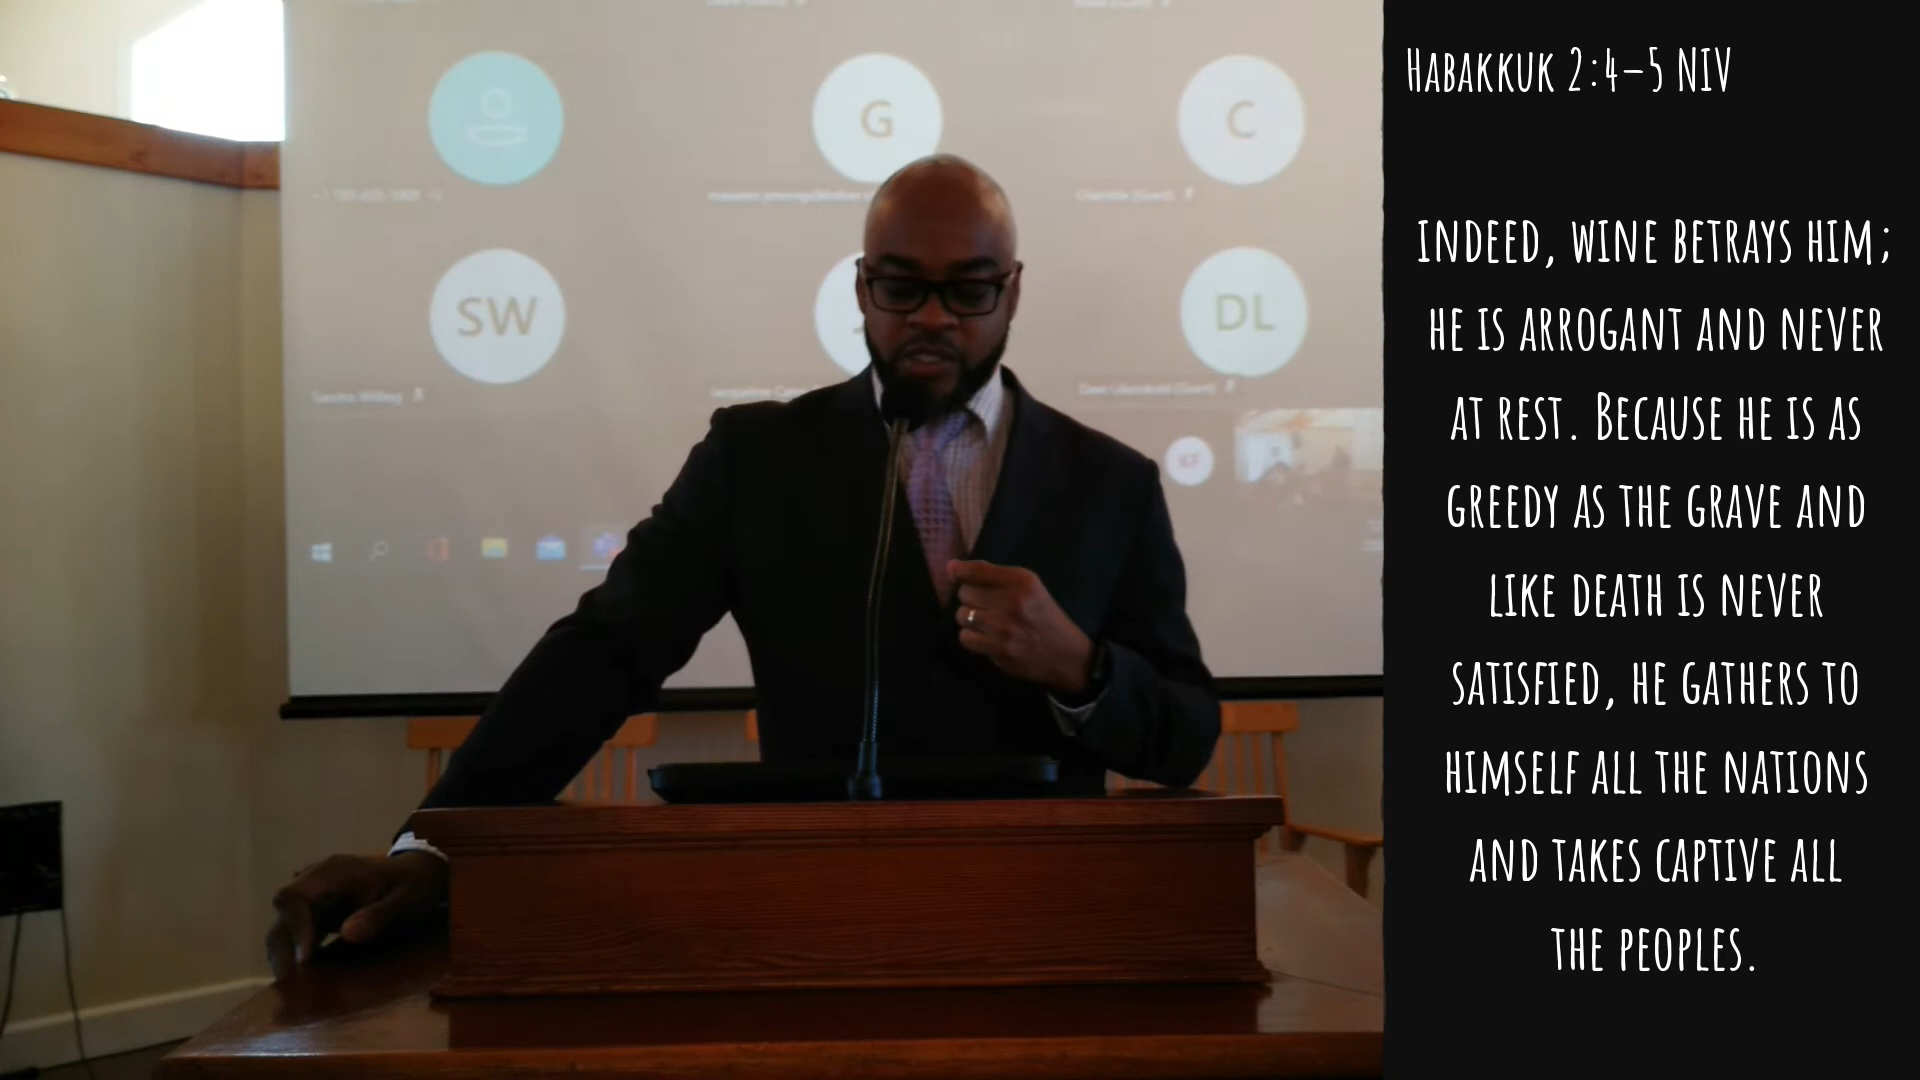 HABAKKUK 2:4–5 NIV
INDEED, WINE BETRAYS HIM;
HE IS ARROGANT AND NEVER
AT REST. BECAUSE HE IS AS
GREEDY AS THE GRAVE AND
LIKE DEATH IS NEVER
SATISFIED, HE GATHERS TO
HIMSELF ALL THE NATIONS
AND TAKES CAPTIVE ALL
THE PEOPLES.
G
C
SW
DL
KF